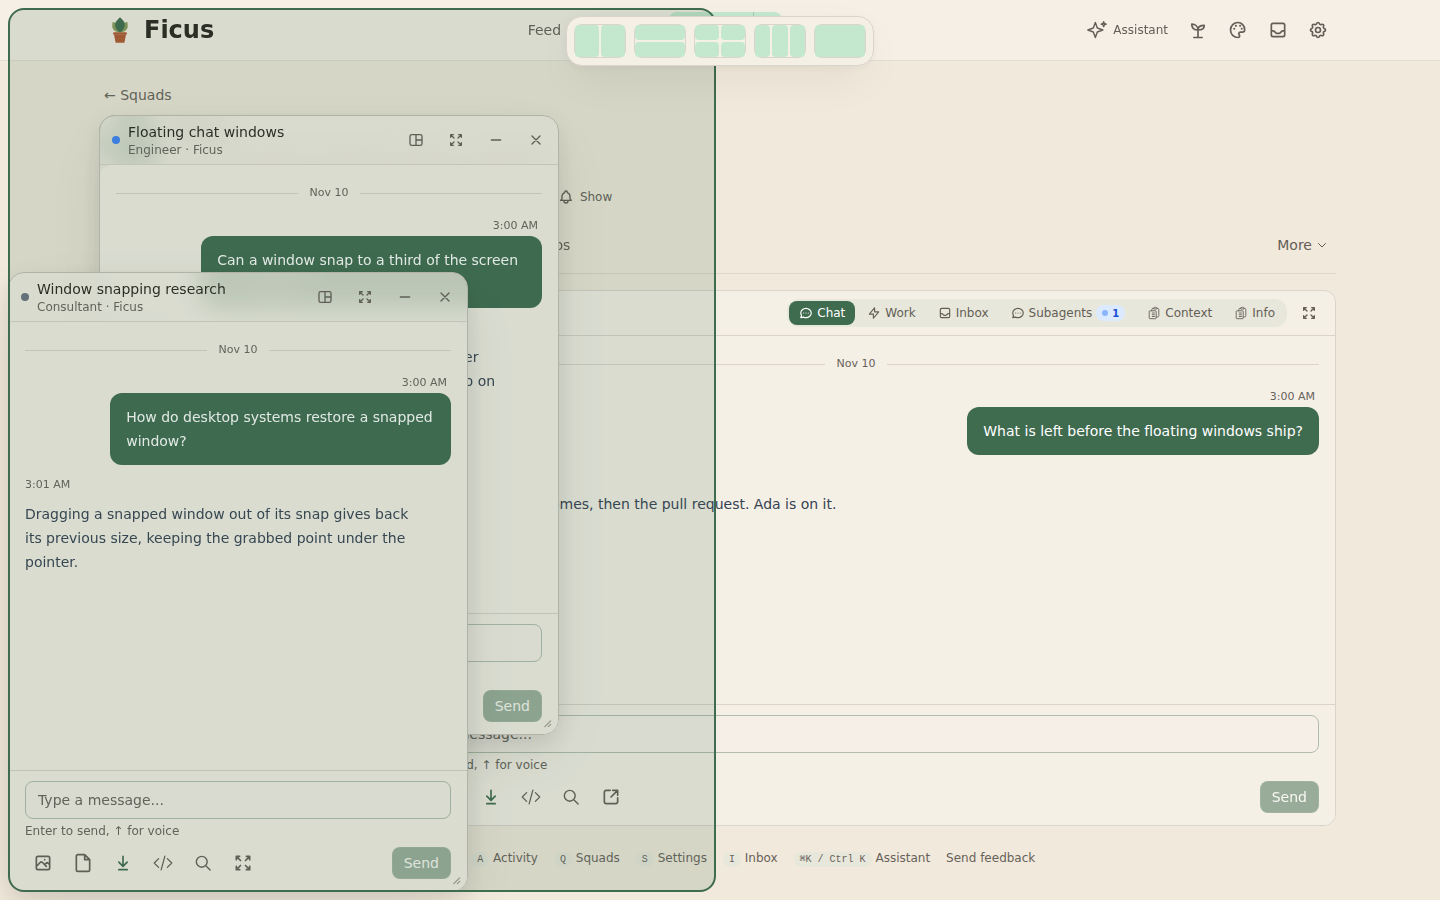 Ficus
Feed
Assistant
← Squads
Floating chat windows
Engineer · Ficus
Nov 10
3:00 AM
Can a window snap to a third of the screen
Show
More
Window snapping research
Consultant · Ficus
Nov 10
3:00 AM
How do desktop systems restore a snapped
window?
3:01 AM
Dragging a snapped window out of its snap gives back
its previous size, keeping the grabbed point under the
pointer.
Type a message...
Enter to send, ↑ for voice
Send
on
Send
Chat
Work
Inbox
Subagents 1
Context
Info
Nov 10
3:00 AM
What is left before the floating windows ship?
then the pull request. Ada is on it.
↑ for voice
Send
A Activity
Q Squads
S Settings
I Inbox
⌘K / Ctrl K Assistant
Send feedback